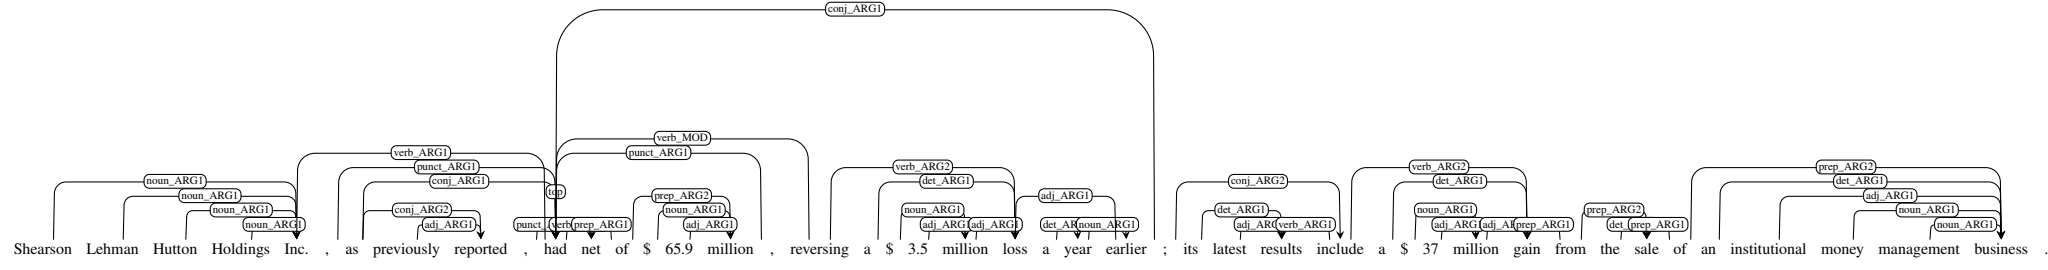 conj_ARG1
verb_MOD
verb_ARG1 punct_ARG1
punct_ARG1 verb_ARG2 verb_ARG2 prep_ARG2
noun_ARG1 conj_ARG1 det_ARG1 conj_ARG2 det_ARG1 det_ARG1
top
noun_ARG1 prep_ARG2 adj_ARG1 adj_ARG1
noun_ARG1 conj_ARG2 noun_ARG1 noun_ARG1 det_ARG1 noun_ARG1 prep_ARG2 noun_ARG1
noun_ARG1 adj_ARG1 prep_ARG1 adj_ARG1 adj_ARG1 noun_ARG1 verb_ARG1 adj_ARG1 prep_ARG1 prep_ARG1 noun_ARG1
Shearson Lehman Hutton Holdings Inc. , as previously reported , had net of $ 65.9 million , reversing a $ 3.5 million loss a year earlier ; its latest results include a $ 37 million gain from the sale of an institutional money management business .